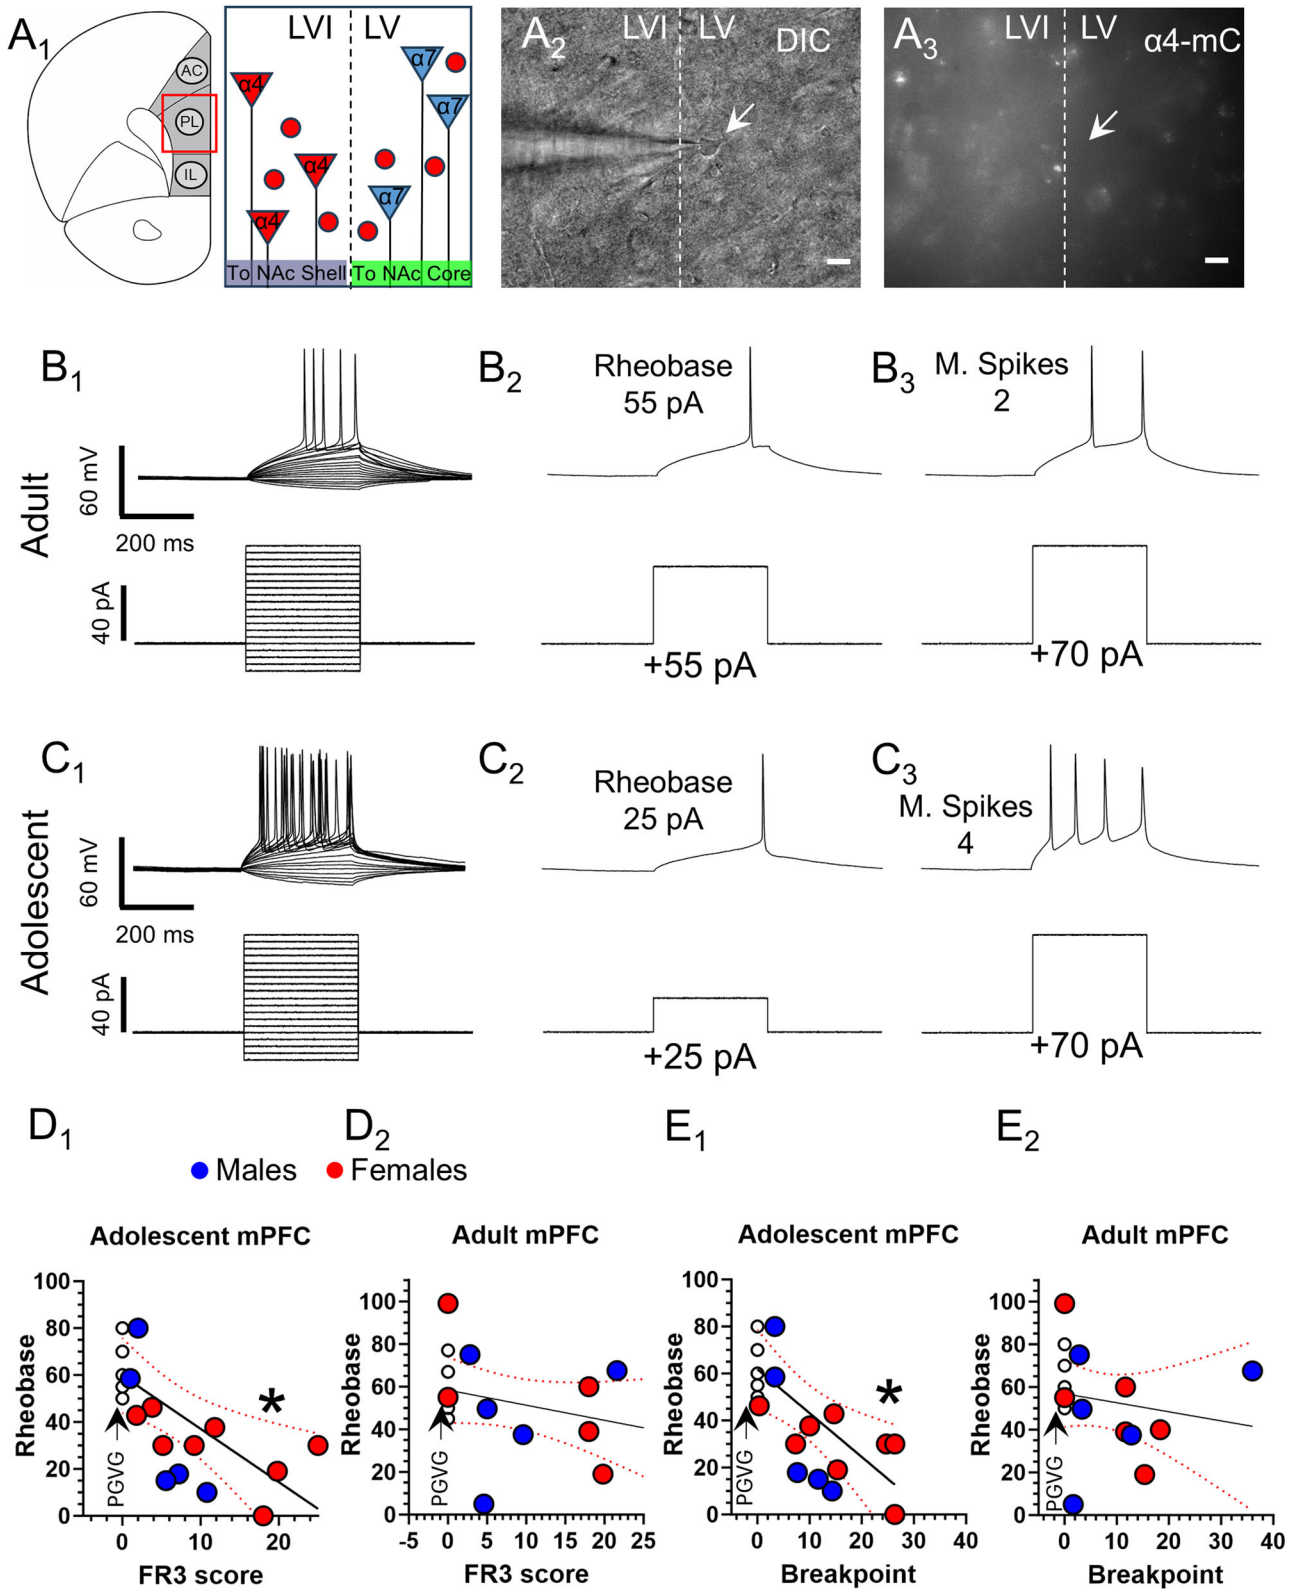 A1
AC
PL
IL
LVI LV
α4
α7
α7
α4
α7
α4
To NAc Shell To NAc Core
A2
LVI LV
DIC
A3
LVI LV
α4-mC
Adult
B1
60 mV
200 ms
40 pA
B2
Rheobase
55 pA
+55 pA
B3
M. Spikes
2
+70 pA
Adolescent
C1
60 mV
200 ms
40 pA
C2
Rheobase
25 pA
+25 pA
C3
M. Spikes
4
+70 pA
D1
D2
E1
E2
Males Females
Adolescent mPFC
Rheobase
100
80
60
40
20
0
PGVG
*
0 10 20
FR3 score
Adult mPFC
Rheobase
100
80
60
40
20
0
PGVG
-5 0 5 10 15 20 25
FR3 score
Adolescent mPFC
Rheobase
100
80
60
40
20
0
PGVG
*
0 10 20 30 40
Breakpoint
Adult mPFC
Rheobase
100
80
60
40
20
0
PGVG
0 10 20 30 40
Breakpoint